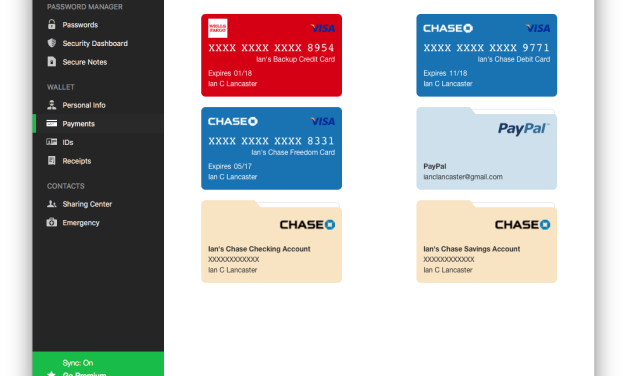 PASSWORD MANAGER
Passwords
Security Dashboard
Secure Notes
WALLET
Personal Info
Payments
IDs
Receipts
CONTACTS
Sharing Center
Emergency
Sync: On
Go Premium
WELLS FARGO
VISA
XXXX XXXX XXXX 8954
Ian's Backup Credit Card
Expires 01/18
Ian C Lancaster
CHASE
VISA
XXXX XXXX XXXX 9771
Ian's Chase Debit Card
Expires 11/18
Ian C Lancaster
CHASE
VISA
XXXX XXXX XXXX 8331
Ian's Chase Freedom Card
Expires 05/17
Ian C Lancaster
PayPal
PayPal
ianclancaster@gmail.com
CHASE
Ian's Chase Checking Account
XXXXXXXXXXXX
Ian C Lancaster
CHASE
Ian's Chase Savings Account
XXXXXXXXXXXX
Ian C Lancaster